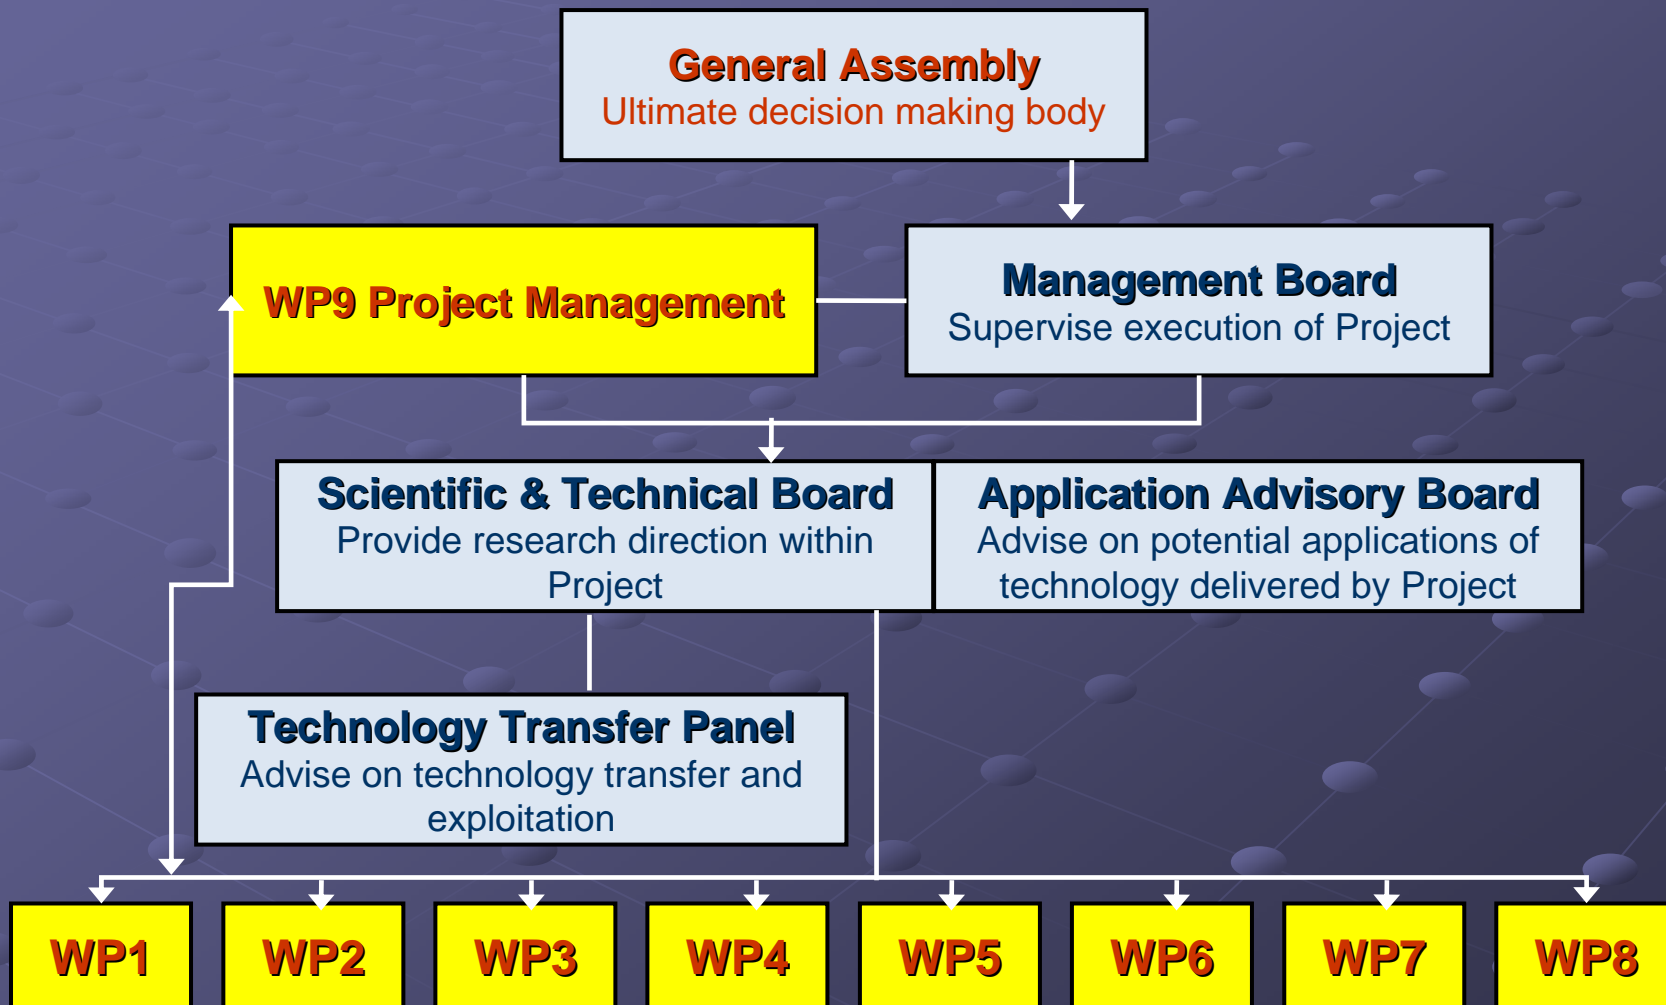 General Assembly
Ultimate decision making body
WP9 Project Management
Management Board
Supervise execution of Project
Scientific & Technical Board
Provide research direction within
Project
Application Advisory Board
Advise on potential applications of
technology delivered by Project
Technology Transfer Panel
Advise on technology transfer and
exploitation
WP1
WP2
WP3
WP4
WP5
WP6
WP7
WP8